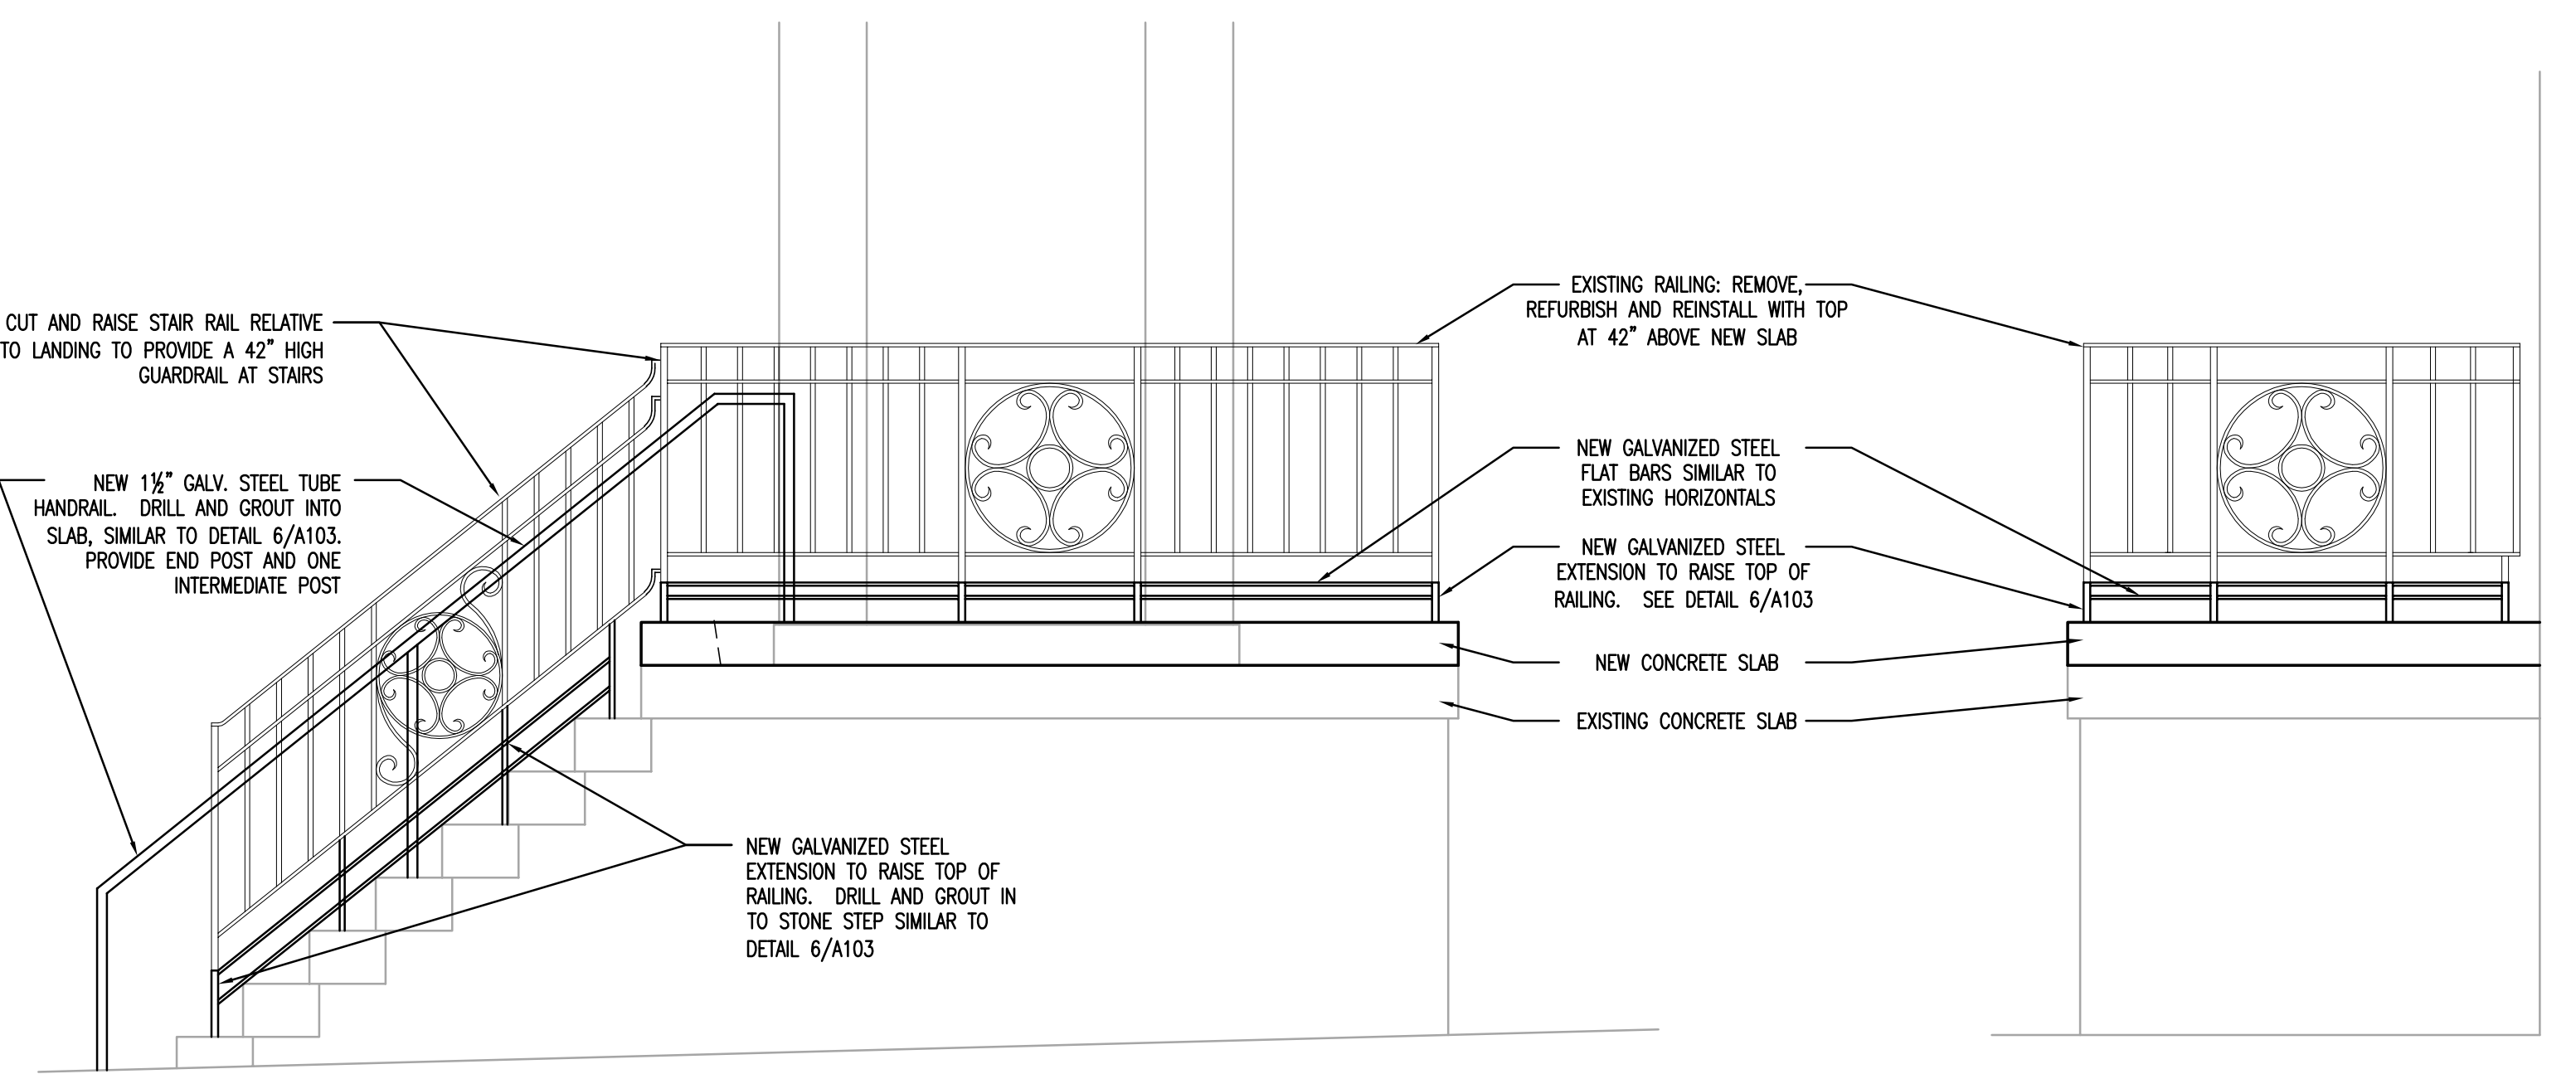 CUT AND RAISE STAIR RAIL RELATIVE
TO LANDING TO PROVIDE A 42" HIGH
GUARDRAIL AT STAIRS
NEW 1½" GALV. STEEL TUBE
HANDRAIL. DRILL AND GROUT INTO
SLAB, SIMILAR TO DETAIL 6/A103.
PROVIDE END POST AND ONE
INTERMEDIATE POST
NEW GALVANIZED STEEL
EXTENSION TO RAISE TOP OF
RAILING. DRILL AND GROUT IN
TO STONE STEP SIMILAR TO
DETAIL 6/A103
EXISTING RAILING: REMOVE,
REFURBISH AND REINSTALL WITH TOP
AT 42" ABOVE NEW SLAB
NEW GALVANIZED STEEL
FLAT BARS SIMILAR TO
EXISTING HORIZONTALS
NEW GALVANIZED STEEL
EXTENSION TO RAISE TOP OF
RAILING. SEE DETAIL 6/A103
NEW CONCRETE SLAB
EXISTING CONCRETE SLAB